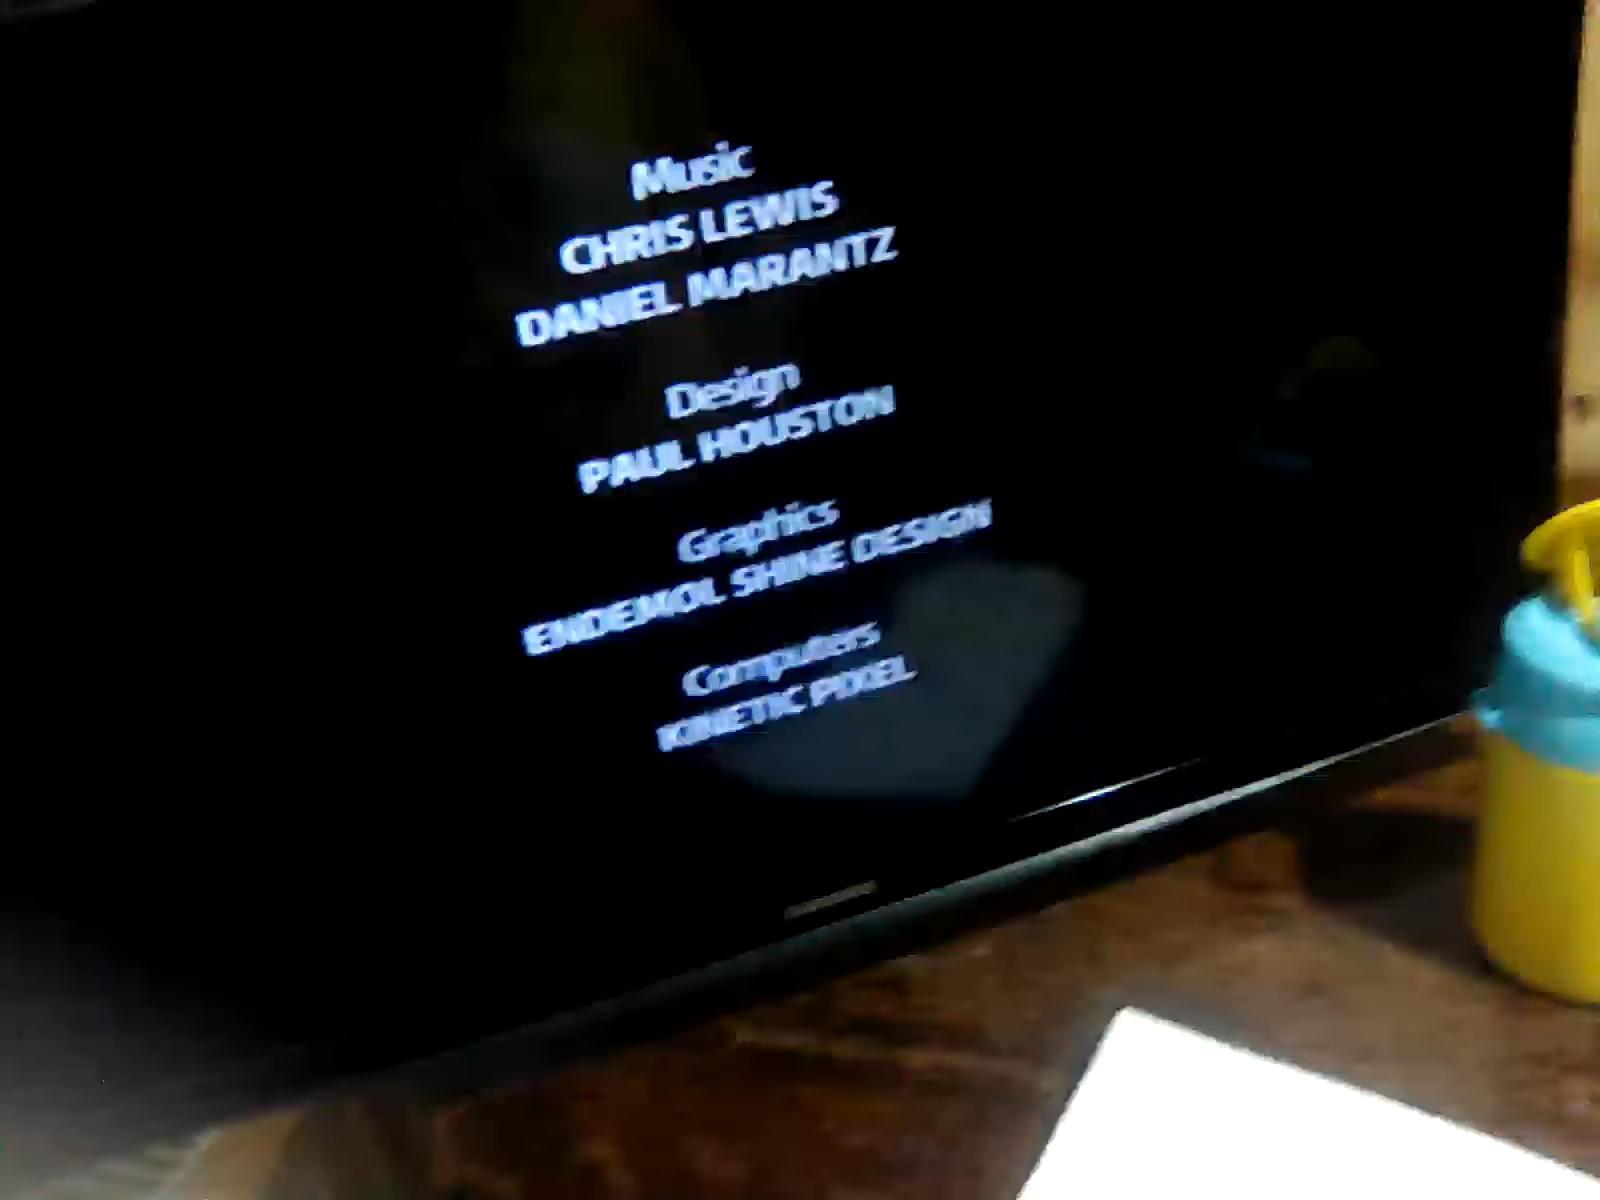 Music
CHRIS LEWIS
DANIEL MARANTZ
Design
PAUL HOUSTON
Graphics
ENDEMOL SHINE DESIGN
Computers
KINETIC PIXEL